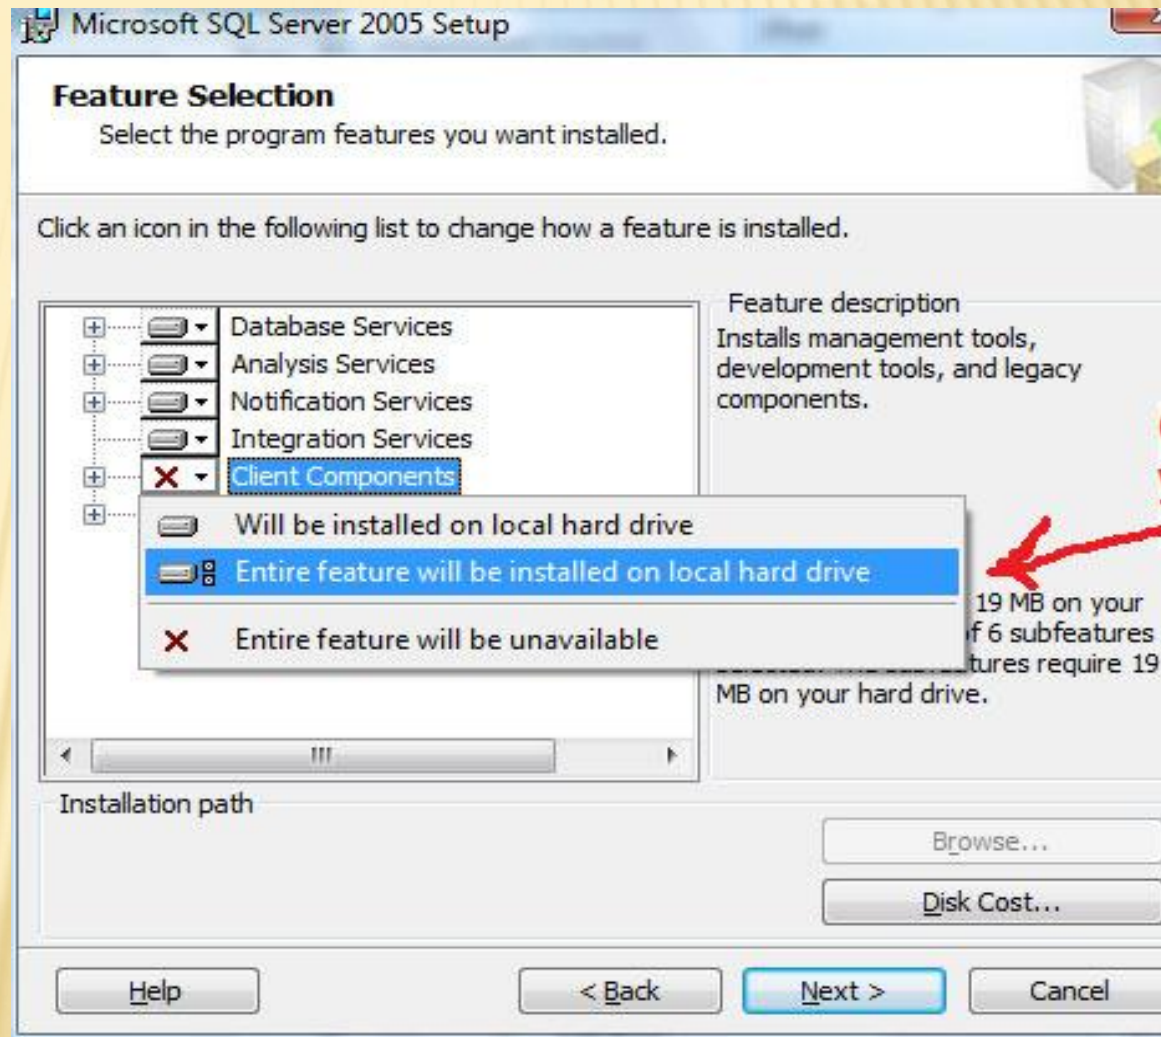 Microsoft SQL Server 2005 Setup
Feature Selection
Select the program features you want installed.
Click an icon in the following list to change how a feature is installed.
Database Services
Analysis Services
Notification Services
Integration Services
Client Components
Will be installed on local hard drive
Entire feature will be installed on local hard drive
Entire feature will be unavailable
Feature description
Installs management tools,
development tools, and legacy
components.
19 MB on your
of 6 subfeatures
require 19
MB on your hard drive.
Installation path
Browse...
Disk Cost...
Help
< Back
Next >
Cancel